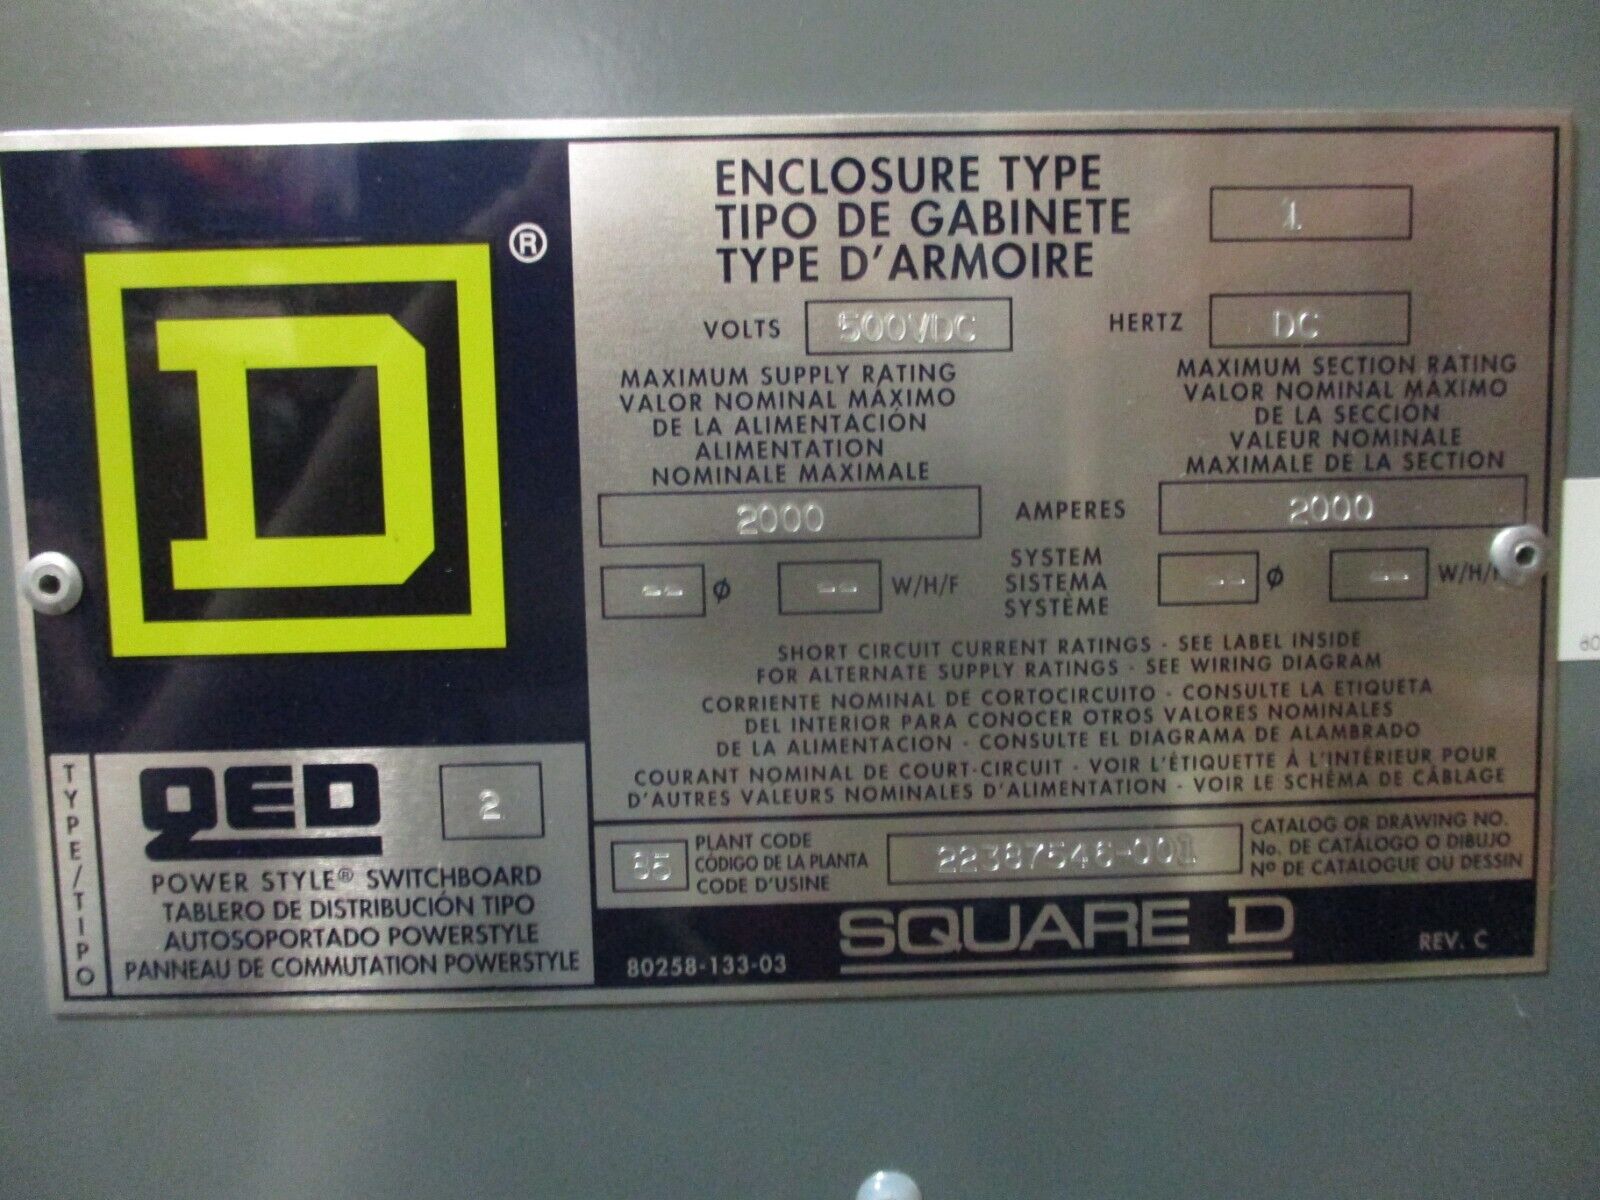 D ®
ENCLOSURE TYPE
TIPO DE GABINETE
TYPE D'ARMOIRE
1
VOLTS 500VDC
HERTZ DC
MAXIMUM SUPPLY RATING
VALOR NOMINAL MÁXIMO
DE LA ALIMENTACIÓN
ALIMENTATION
NOMINALE MAXIMALE
MAXIMUM SECTION RATING
VALOR NOMINAL MÁXIMO
DE LA SECCIÓN
VALEUR NOMINALE
MAXIMALE DE LA SECTION
2000 AMPERES 2000
-- Ø -- W/H/F
SYSTEM
SISTEMA
SYSTÈME
-- Ø -- W/H/F
SHORT CIRCUIT CURRENT RATINGS - SEE LABEL INSIDE
FOR ALTERNATE SUPPLY RATINGS - SEE WIRING DIAGRAM
CORRIENTE NOMINAL DE CORTOCIRCUITO - CONSULTE LA ETIQUETA
DEL INTERIOR PARA CONOCER OTROS VALORES NOMINALES
DE LA ALIMENTACION - CONSULTE EL DIAGRAMA DE ALAMBRADO
COURANT NOMINAL DE COURT-CIRCUIT - VOIR L'ÉTIQUETTE À L'INTÉRIEUR POUR
D'AUTRES VALEURS NOMINALES D'ALIMENTATION - VOIR LE SCHÉMA DE CÂBLAGE
TYPE/TIPO
QED 2
POWER STYLE® SWITCHBOARD
TABLERO DE DISTRIBUCIÓN TIPO
AUTOSOPORTADO POWERSTYLE
PANNEAU DE COMMUTATION POWERSTYLE
PLANT CODE
CÓDIGO DE LA PLANTA
CODE D'USINE
22387546-001
CATALOG OR DRAWING NO.
No. DE CATÁLOGO O DIBUJO
Nº DE CATALOGUE OU DESSIN
80258-133-03
SQUARE D
REV. C